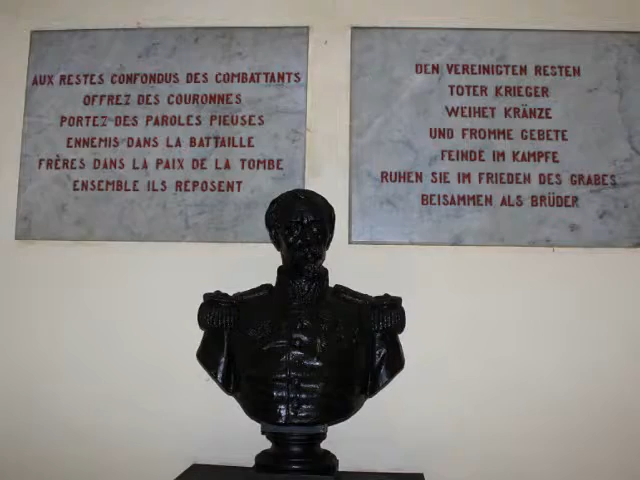 AUX RESTES CONFONDUS DES COMBATTANTS
OFFREZ DES COURONNES
PORTEZ DES PAROLES PIEUSES
ENNEMIS DANS LA BATTAILLE
FRÈRES DANS LA PAIX DE LA TOMBE
ENSEMBLE ILS REPOSENT
DEN VEREINIGTEN RESTEN
TOTER KRIEGER
WEIHET KRÄNZE
UND FROMME GEBETE
FEINDE IM KAMPFE
RUHEN SIE IM FRIEDEN DES GRABES
BEISAMMEN ALS BRÜDER